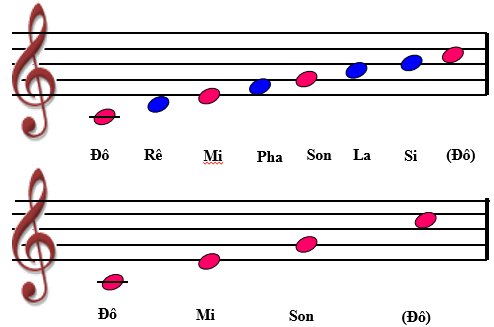 Đô Rê Mi Pha Son La Si (Đô)
Đô Mi Son (Đô)